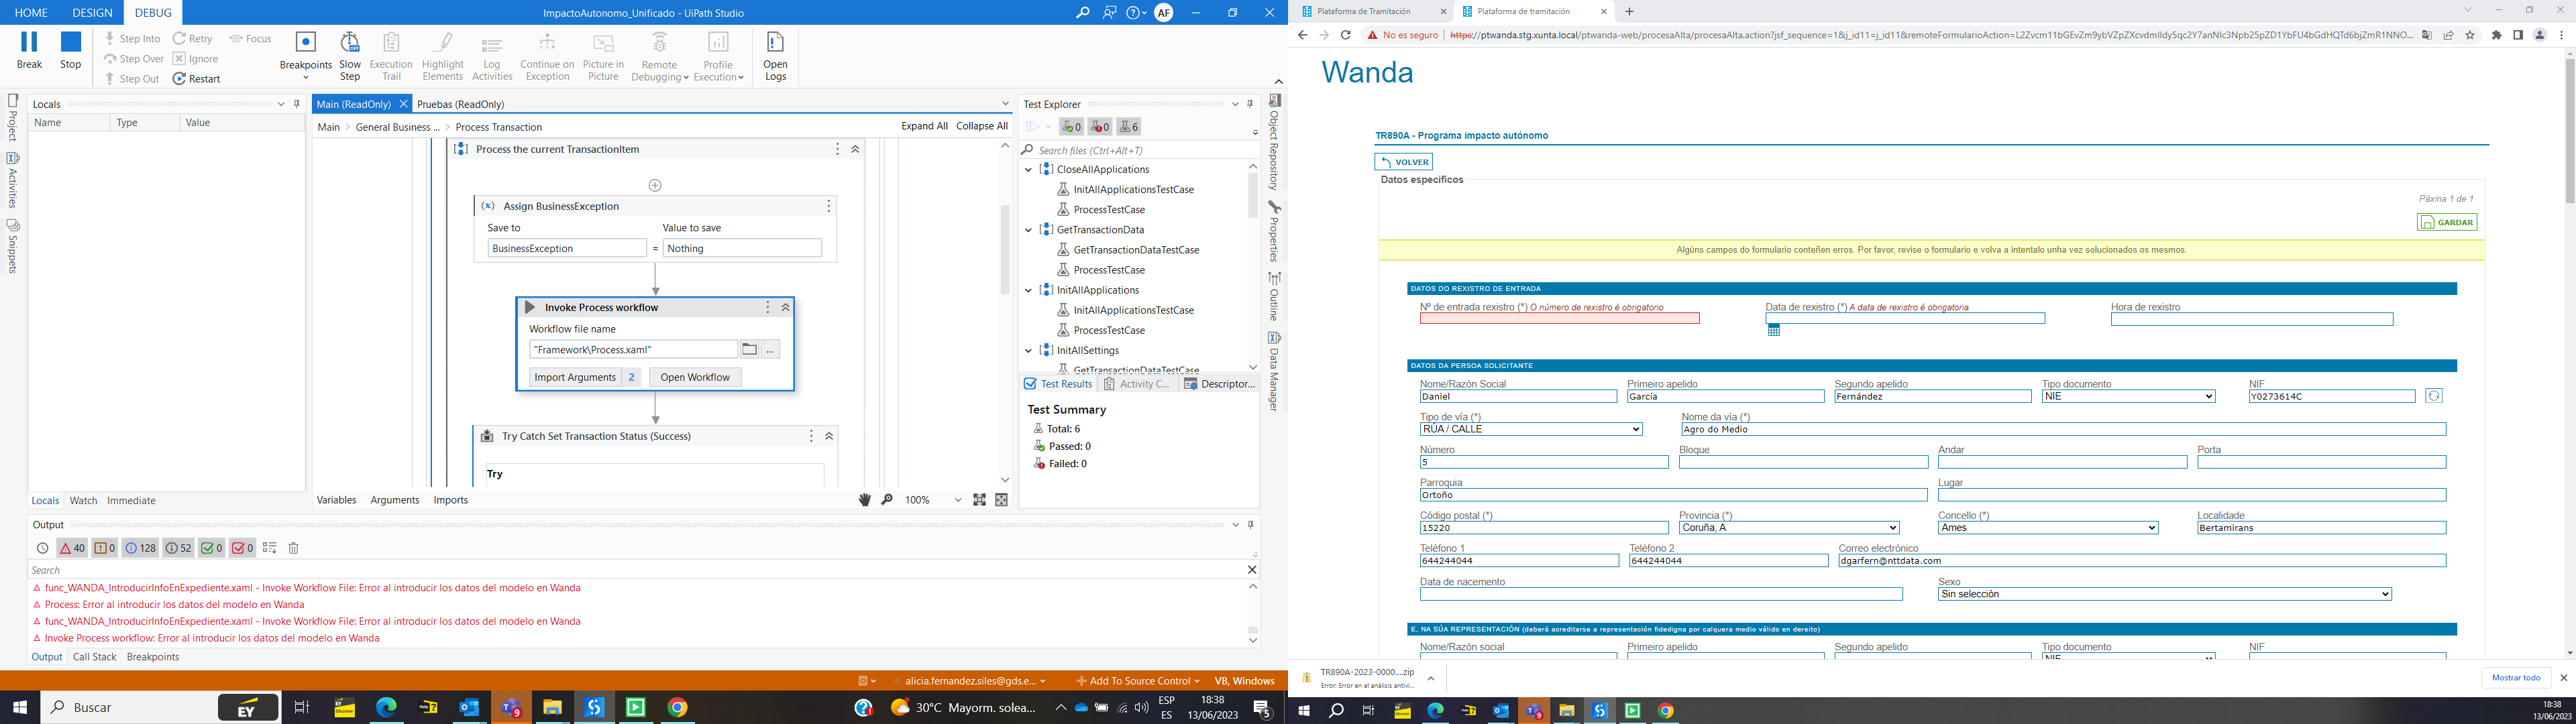 HOME DESIGN DEBUG ImpactoAutonomo_Unificado - UiPath Studio AF
Break Stop Step Into Step Over Step Out Retry Ignore Restart Focus Breakpoints Slow Step Execution Trail Highlight Elements Log Activities Continue on Exception Picture in Picture Remote Debugging Profile Execution Open Logs
Project
Activities
Snippets
Locals
Name Type Value
Locals Watch Immediate
Main (ReadOnly) Pruebas (ReadOnly)
Main > General Business ... > Process Transaction Expand All Collapse All
Process the current TransactionItem
Assign BusinessException
Save to Value to save
BusinessException = Nothing
Invoke Process workflow
Workflow file name
"Framework\Process.xaml" ...
Import Arguments 2 Open Workflow
Try Catch Set Transaction Status (Success)
Try
Variables Arguments Imports 100%
Test Explorer
0 0 6
Search files (Ctrl+Alt+T)
CloseAllApplications
InitAllApplicationsTestCase
ProcessTestCase
GetTransactionData
GetTransactionDataTestCase
ProcessTestCase
InitAllApplications
InitAllApplicationsTestCase
ProcessTestCase
InitAllSettings
GetTransactionDataTestCase
Test Results Activity C... Descriptor...
Test Summary
Total: 6
Passed: 0
Failed: 0
Object Repository
Properties
Outline
Data Manager
Output
40 0 128 52 0 0
Search
func_WANDA_IntroducirInfoEnExpediente.xaml - Invoke Workflow File: Error al introducir los datos del modelo en Wanda
Process: Error al introducir los datos del modelo en Wanda
func_WANDA_IntroducirInfoEnExpediente.xaml - Invoke Workflow File: Error al introducir los datos del modelo en Wanda
Invoke Process workflow: Error al introducir los datos del modelo en Wanda
Output Call Stack Breakpoints
alicia.fernandez.siles@gds.e... Add To Source Control VB, Windows
Buscar EY 30°C Mayorm. solea... ESP ES 18:38 13/06/2023 5
Plataforma de Tramitación Plataforma de tramitación
No es seguro
Wanda
TR890A - Programa impacto autónomo
VOLVER
Datos específicos
Páxina 1 de 1
GARDAR
Algúns campos do formulario conteñen erros. Por favor, revise o formulario e volva a intentalo unha vez solucionados os mesmos.
DATOS DO REXISTRO DE ENTRADA
Nº de entrada rexistro (*) O número de rexistro é obrigatorio Data de rexistro (*) A data de rexistro é obrigatoria Hora de rexistro
DATOS DA PERSOA SOLICITANTE
Nome/Razón Social Primeiro apelido Segundo apelido Tipo documento NIF
Daniel García Fernández NIE Y0273614C
Tipo de vía (*) Nome da vía (*)
RÚA / CALLE Agro do Medio
Número Bloque Andar Porta
5
Parroquia Lugar
Ortoño
Código postal (*) Provincia (*) Concello (*) Localidade
15220 Coruña, A Ames Bertamirans
Teléfono 1 Teléfono 2 Correo electrónico
644244044 644244044 dgarfern@nttdata.com
Data de nacemento Sexo
Sin selección
E, NA SÚA REPRESENTACIÓN (deberá acreditarse a representación fidedigna por calquera medio válido en dereito)
Nome/Razón social Primeiro apelido Segundo apelido Tipo documento NIF
NIF
TR890A-2023-0000....zip
Error: Error en el análisis antivi...
Mostrar todo
18:38
13/06/2023